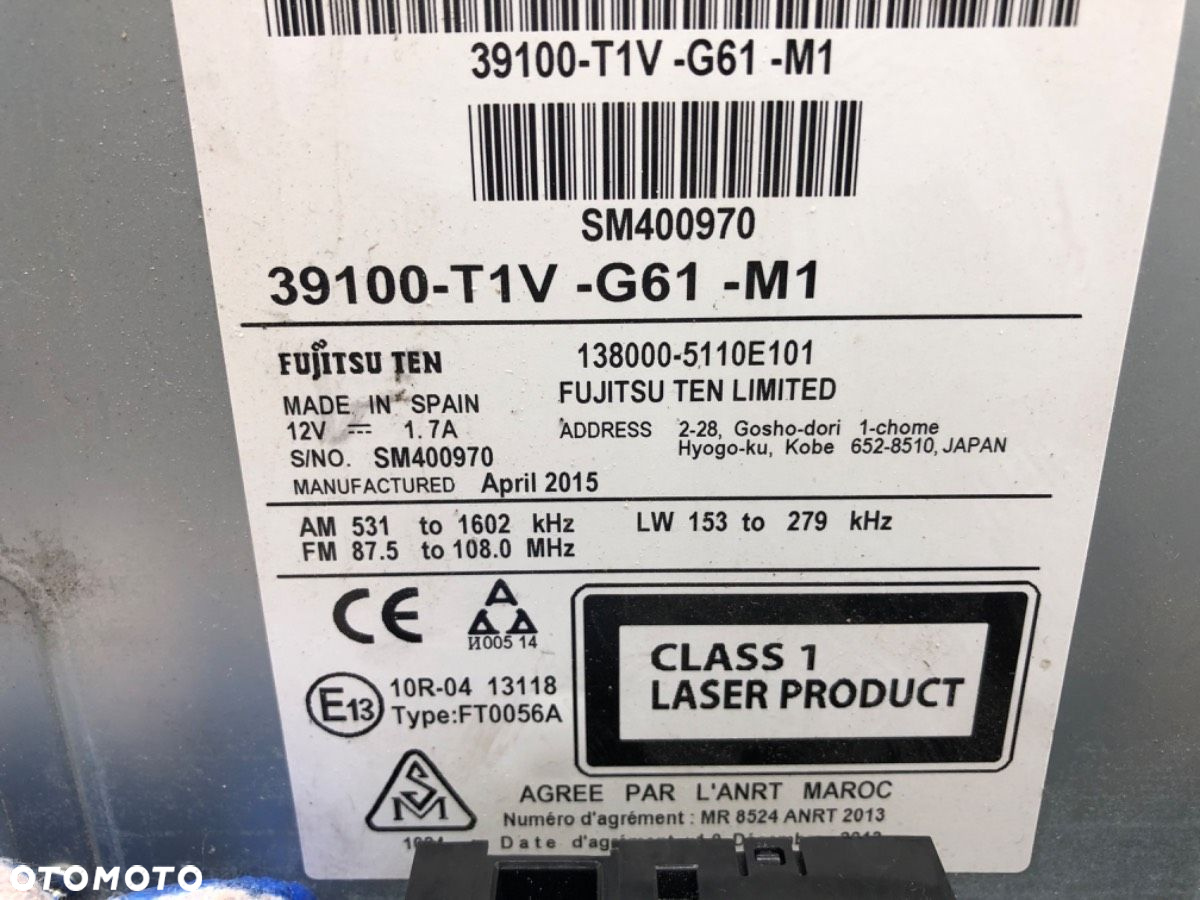 39100-T1V -G61 -M1
SM400970
39100-T1V -G61 -M1
FUJITSU TEN
138000-5110E101
FUJITSU TEN LIMITED
MADE IN SPAIN
12V ⎓ 1.7A
ADDRESS 2-28, Gosho-dori 1-chome
Hyogo-ku, Kobe 652-8510, JAPAN
S/NO. SM400970
MANUFACTURED April 2015
AM 531 to 1602 kHz LW 153 to 279 kHz
FM 87.5 to 108.0 MHz
CE
И005 14
E13
10R-04 13118
Type:FT0056A
CLASS 1
LASER PRODUCT
SM
AGREE PAR L'ANRT MAROC
Numéro d'agrément : MR 8524 ANRT 2013
Date
OTOMOTO